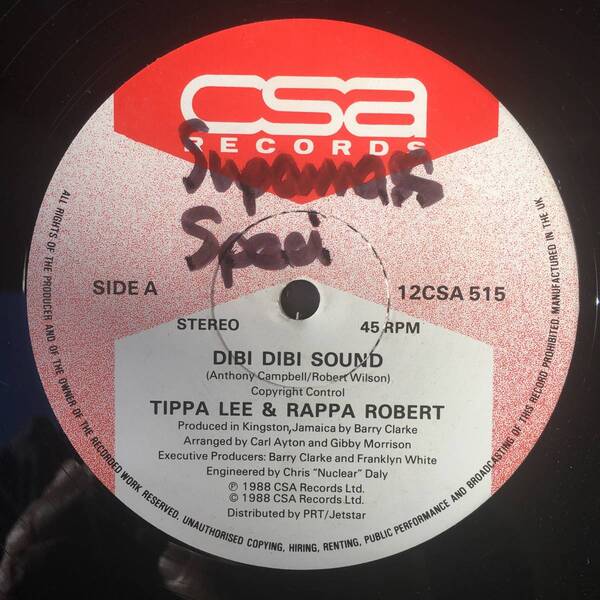 csa
RECORDS
Supamass
Speci
SIDE A
12CSA 515
STEREO
45 RPM
DIBI DIBI SOUND
(Anthony Campbell/Robert Wilson)
Copyright Control
TIPPA LEE & RAPPA ROBERT
Produced in Kingston, Jamaica by Barry Clarke
Arranged by Carl Ayton and Gibby Morrison
Executive Producers: Barry Clarke and Franklyn White
Engineered by Chris "Nuclear" Daly
℗ 1988 CSA Records Ltd.
© 1988 CSA Records Ltd.
Distributed by PRT/Jetstar
ALL RIGHTS OF THE PRODUCER AND OF THE OWNER OF THE RECORDED WORK RESERVED. UNAUTHORISED COPYING, HIRING, RENTING, PUBLIC PERFORMANCE AND BROADCASTING OF THIS RECORD PROHIBITED. MANUFACTURED IN THE UK